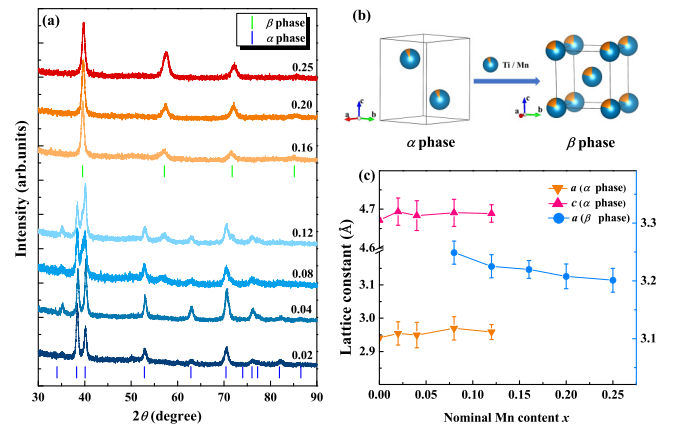 (a)
β phase
α phase
0.25
0.20
0.16
0.12
0.08
0.04
0.02
Intensity (arb.units)
30 40 50 60 70 80 90
2θ (degree)
(b)
Ti / Mn
c
a b
c
a b
α phase
β phase
(c)
a (α phase)
c (α phase)
a (β phase)
4.7
4.6
3.1
3.0
2.9
3.3
3.2
3.1
Lattice constant (Å)
0.00 0.05 0.10 0.15 0.20 0.25
Nominal Mn content x